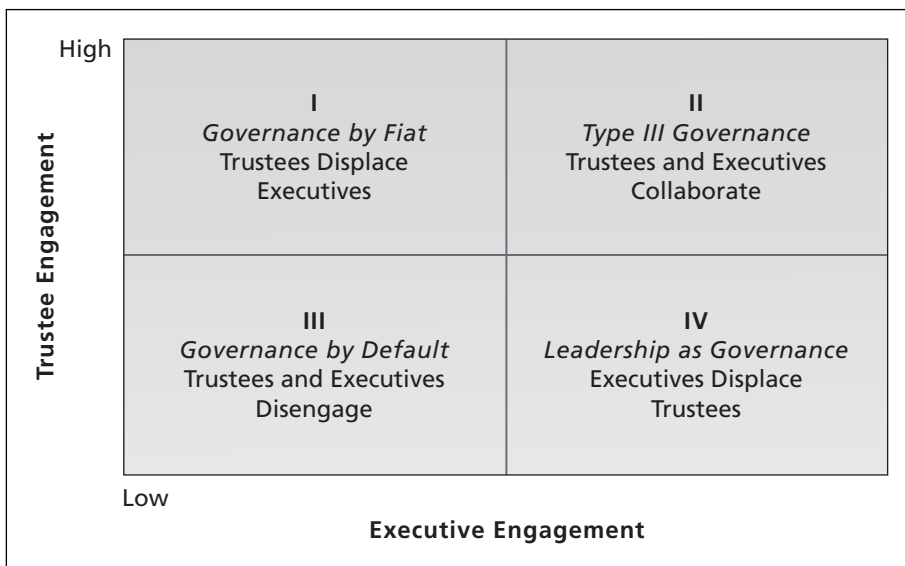 High
Trustee Engagement
I
Governance by Fiat
Trustees Displace
Executives
II
Type III Governance
Trustees and Executives
Collaborate
III
Governance by Default
Trustees and Executives
Disengage
IV
Leadership as Governance
Executives Displace
Trustees
Low
Executive Engagement